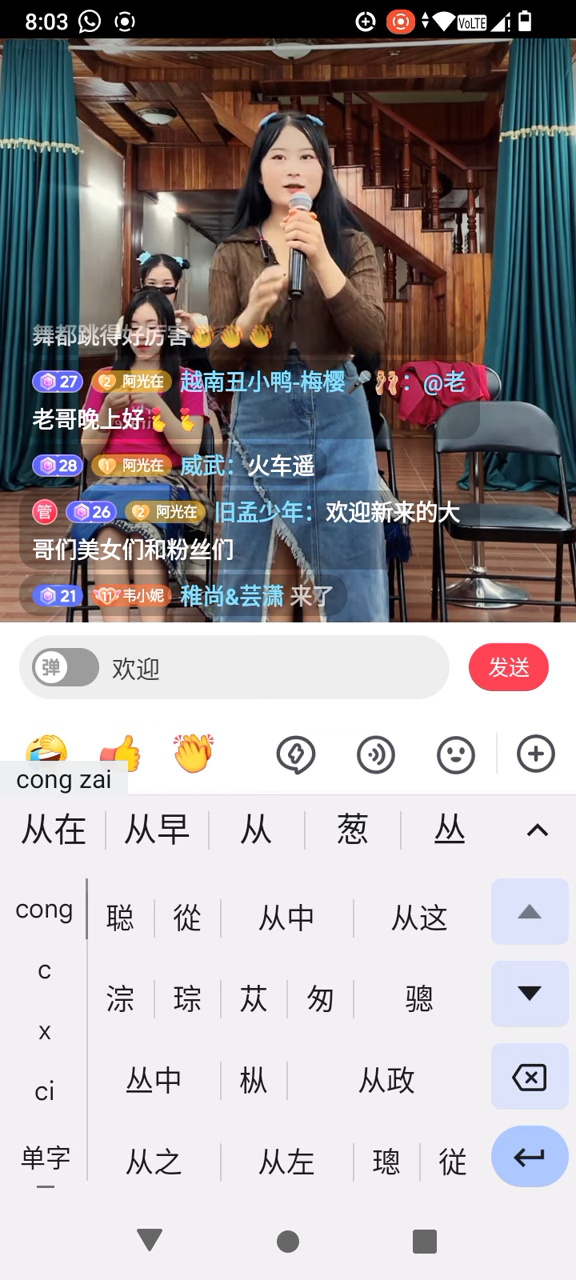 8:03
VoLTE
舞都跳得好厉害👏👏👏
27 2 阿光在 越南丑小鸭-梅樱🎤🩰：@老
老哥晚上好🫰🫰
28 1 阿光在 威武：火车遥
管 26 2 阿光在 旧孟少年：欢迎新来的大
哥们美女们和粉丝们
21 11 韦小妮 稚尚&芸潇 来了
弹 欢迎 发送
cong zai
从在 从早 从 葱 丛
cong 聪 從 从中 从这
c
淙 琮 苁 匆 骢
x
丛中 枞 从政
ci
单字 从之 从左 璁 従